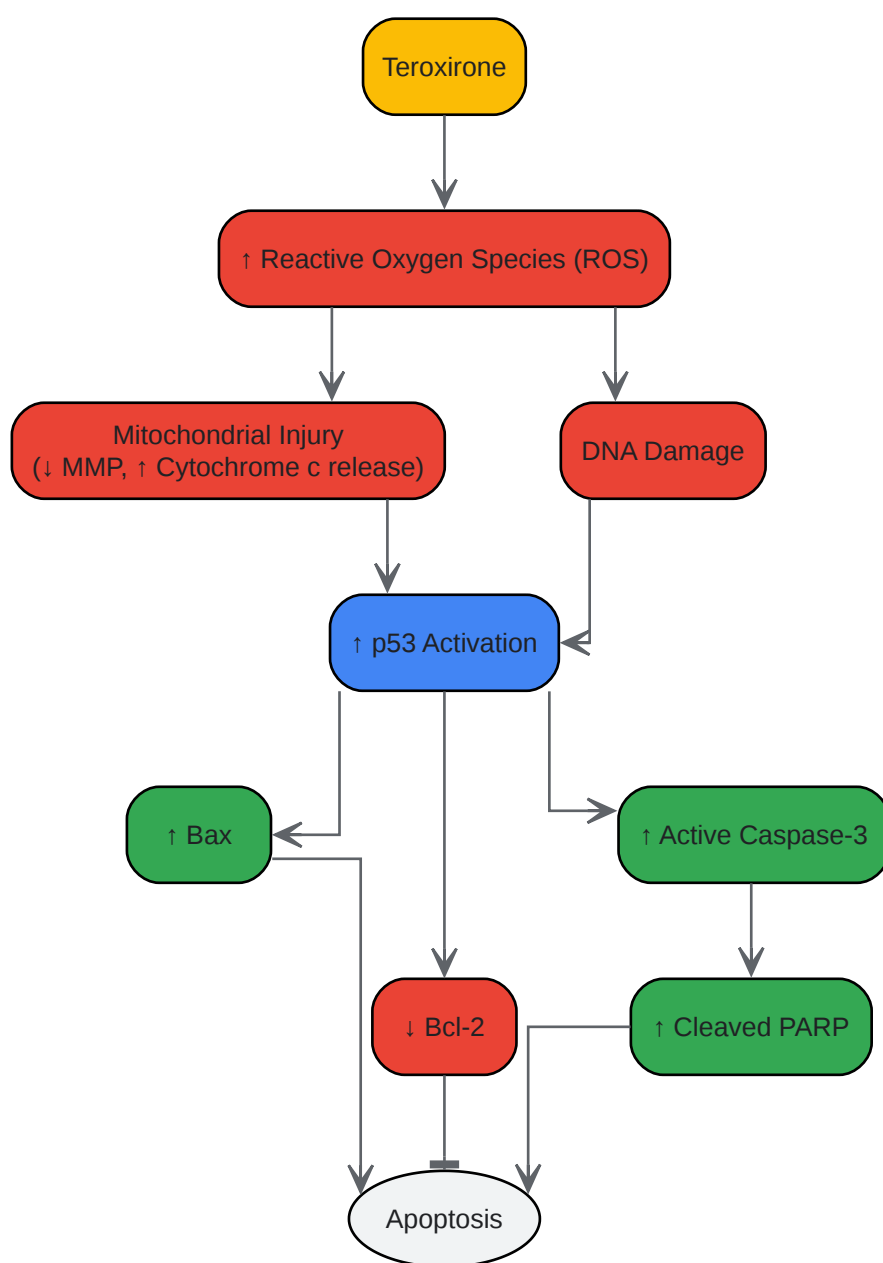 Teroxirone
↑ Reactive Oxygen Species (ROS)
Mitochondrial Injury
(↓ MMP, ↑ Cytochrome c release)
DNA Damage
↑ p53 Activation
↑ Bax
↑ Active Caspase-3
↓ Bcl-2
↑ Cleaved PARP
Apoptosis